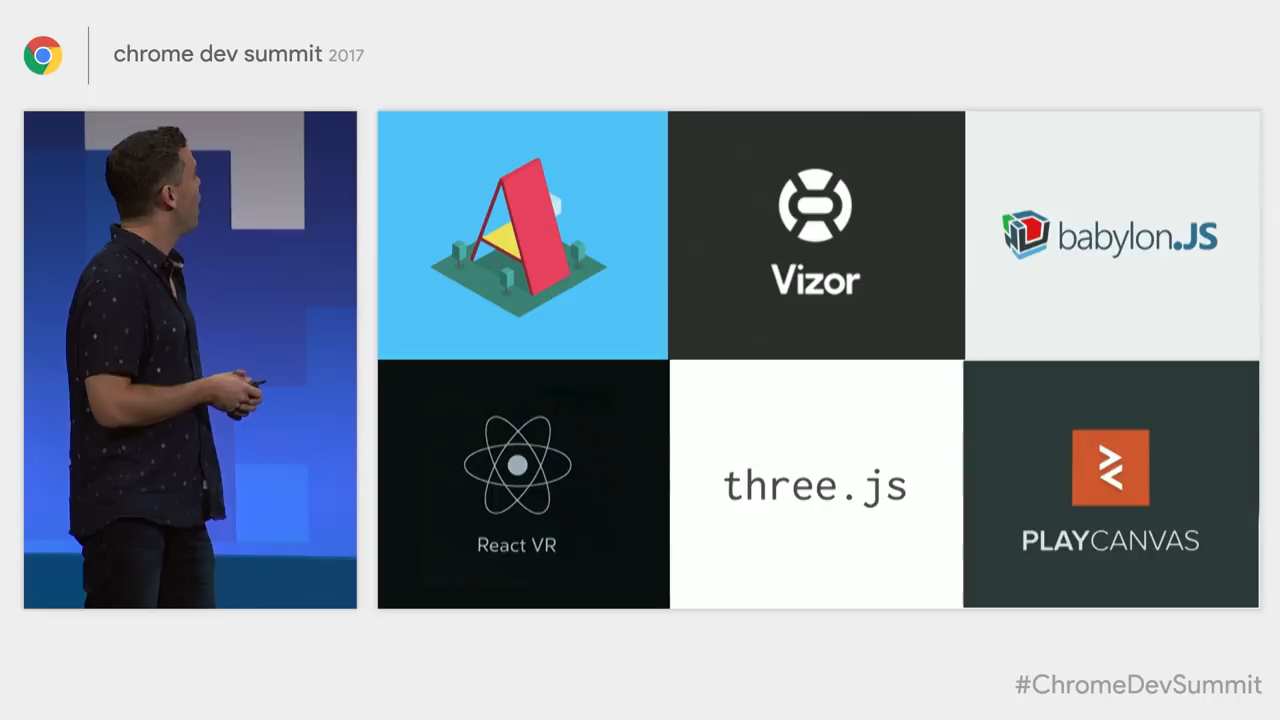 chrome dev summit 2017
Vizor
babylon.JS
React VR
three.js
PLAYCANVAS
#ChromeDevSummit